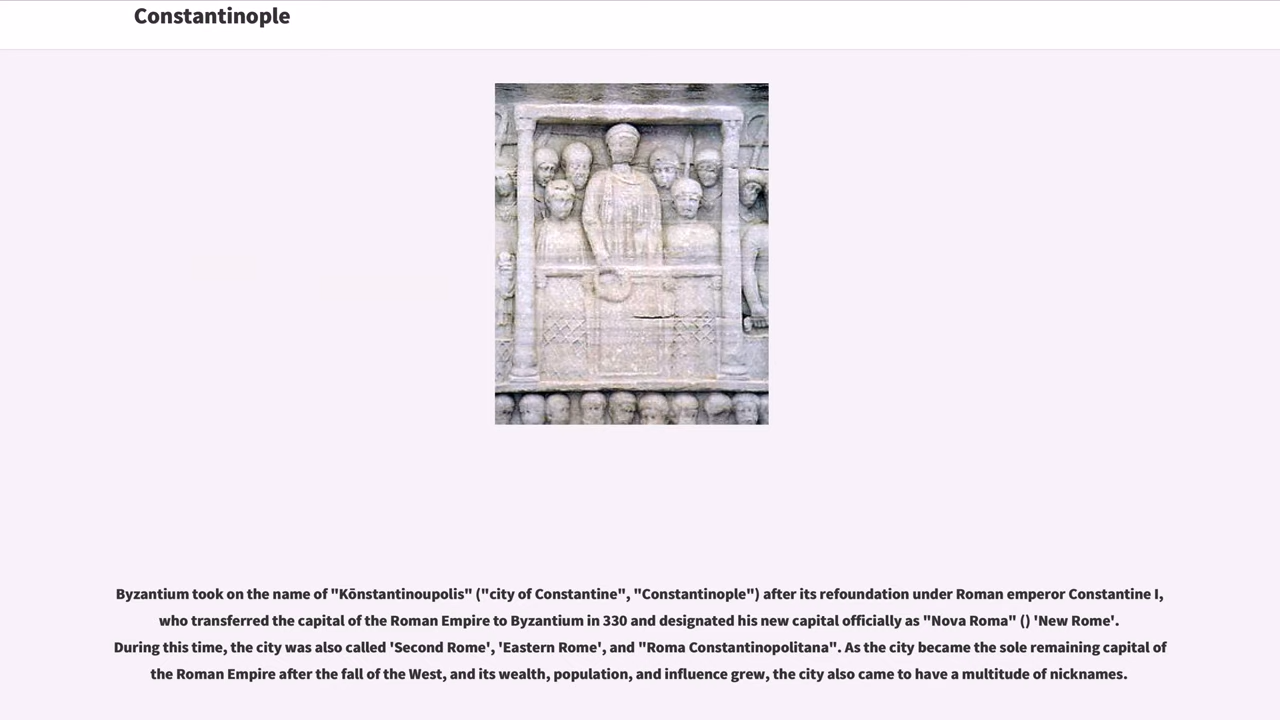 Constantinople
Byzantium took on the name of "Kōnstantinoupolis" ("city of Constantine", "Constantinople") after its refoundation under Roman emperor Constantine I,
who transferred the capital of the Roman Empire to Byzantium in 330 and designated his new capital officially as "Nova Roma" () 'New Rome'.
During this time, the city was also called 'Second Rome', 'Eastern Rome', and "Roma Constantinopolitana". As the city became the sole remaining capital of
the Roman Empire after the fall of the West, and its wealth, population, and influence grew, the city also came to have a multitude of nicknames.